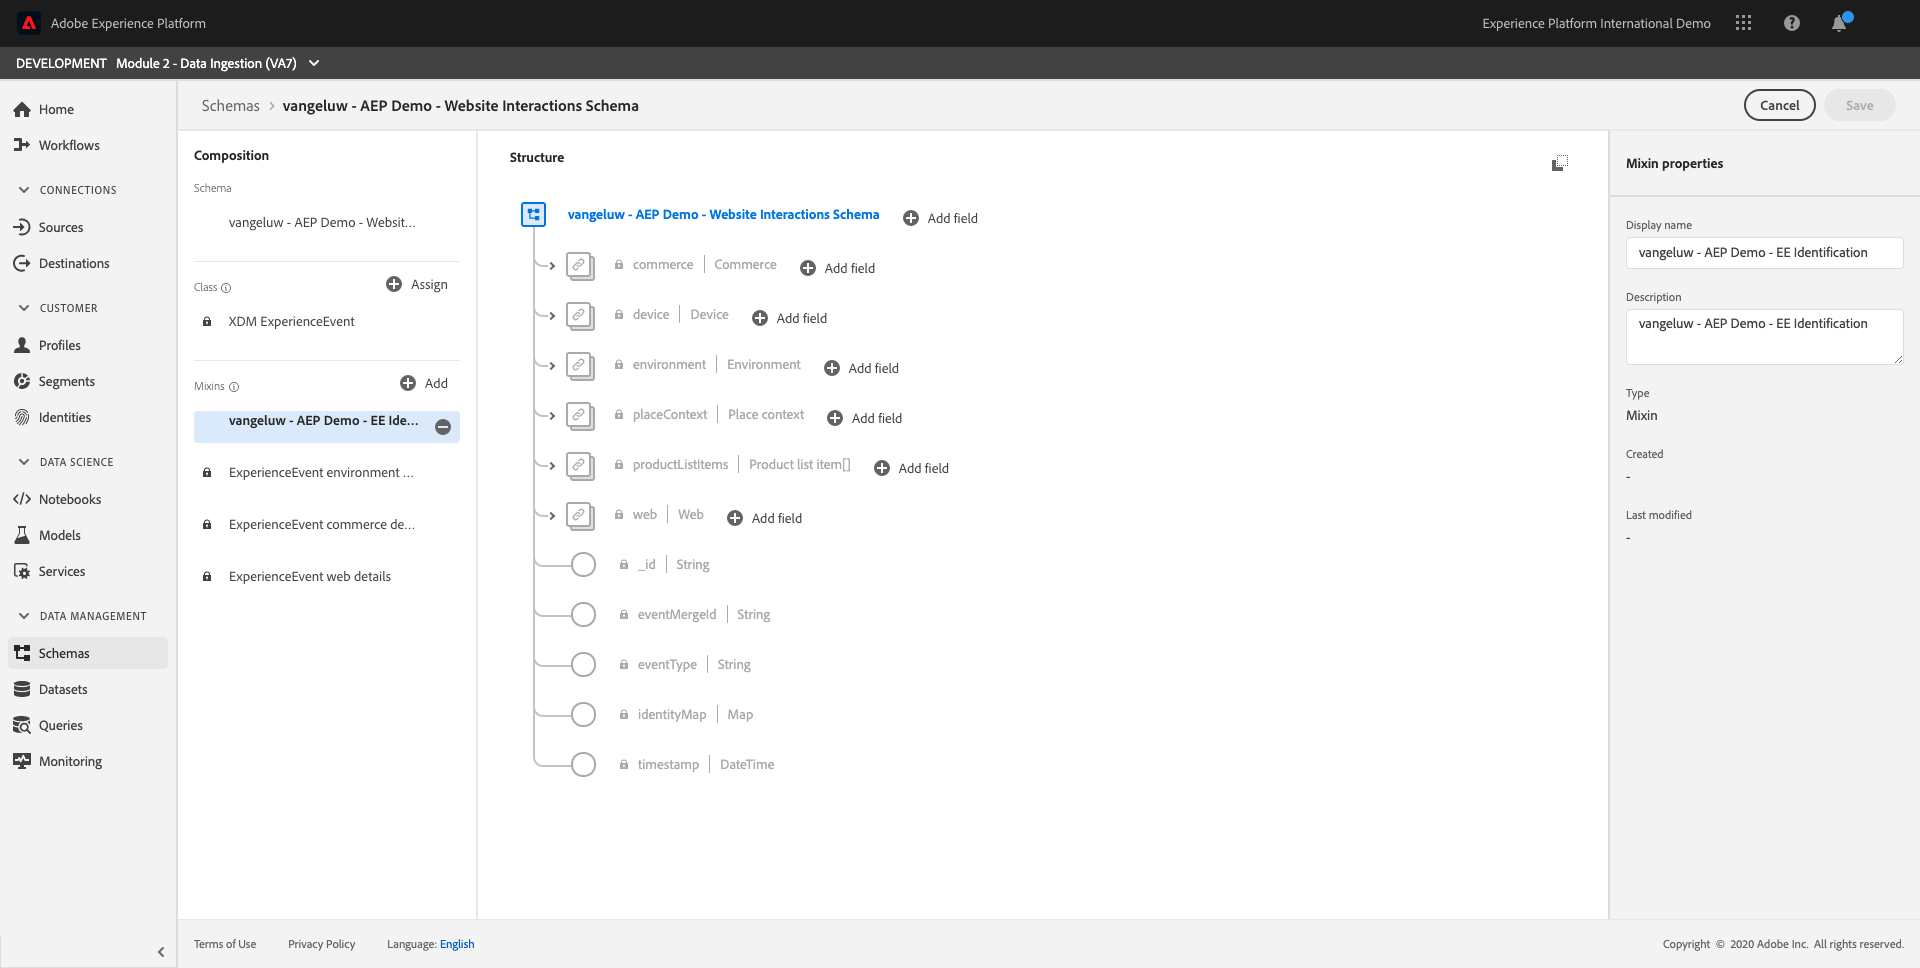 Adobe Experience Platform
Experience Platform International Demo
DEVELOPMENT Module 2 - Data Ingestion (VA7)
Home
Workflows
CONNECTIONS
Sources
Destinations
CUSTOMER
Profiles
Segments
Identities
DATA SCIENCE
Notebooks
Models
Services
DATA MANAGEMENT
Schemas
Datasets
Queries
Monitoring
Schemas > vangeluw - AEP Demo - Website Interactions Schema
Cancel
Save
Composition
Schema
vangeluw - AEP Demo - Websit...
Class
Assign
XDM ExperienceEvent
Mixins
Add
vangeluw - AEP Demo - EE Ide...
ExperienceEvent environment ...
ExperienceEvent commerce de...
ExperienceEvent web details
Structure
vangeluw - AEP Demo - Website Interactions Schema Add field
commerce | Commerce Add field
device | Device Add field
environment | Environment Add field
placeContext | Place context Add field
productListItems | Product list item[] Add field
web | Web Add field
_id | String
eventMergeId | String
eventType | String
identityMap | Map
timestamp | DateTime
Mixin properties
Display name
vangeluw - AEP Demo - EE Identification
Description
vangeluw - AEP Demo - EE Identification
Type
Mixin
Created
-
Last modified
-
Terms of Use Privacy Policy Language: English
Copyright © 2020 Adobe Inc. All rights reserved.